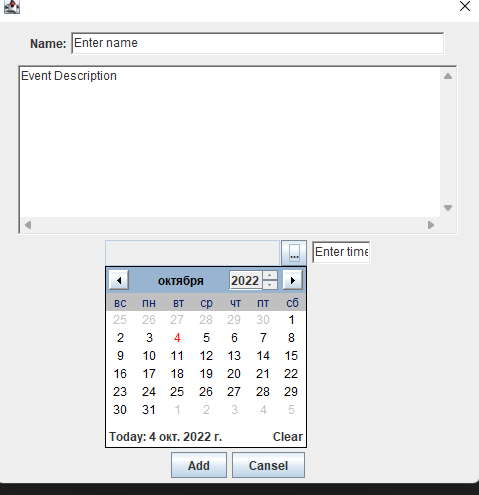 Name: Enter name
Event Description
... Enter time
октября 2022
вс пн вт ср чт пт сб
25 26 27 28 29 30 1
2 3 4 5 6 7 8
9 10 11 12 13 14 15
16 17 18 19 20 21 22
23 24 25 26 27 28 29
30 31 1 2 3 4 5
Today: 4 окт. 2022 г. Clear
Add Cansel